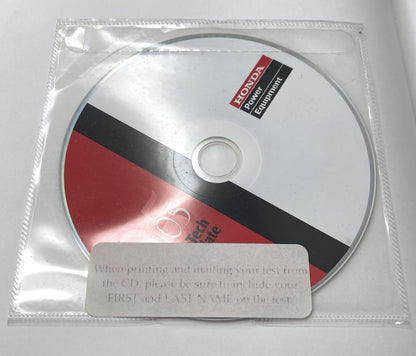 HONDA
Power
Equipment
05
Tech
When printing and mailing your test from
the CD, please be sure to include your
FIRST and LAST NAME on the test.